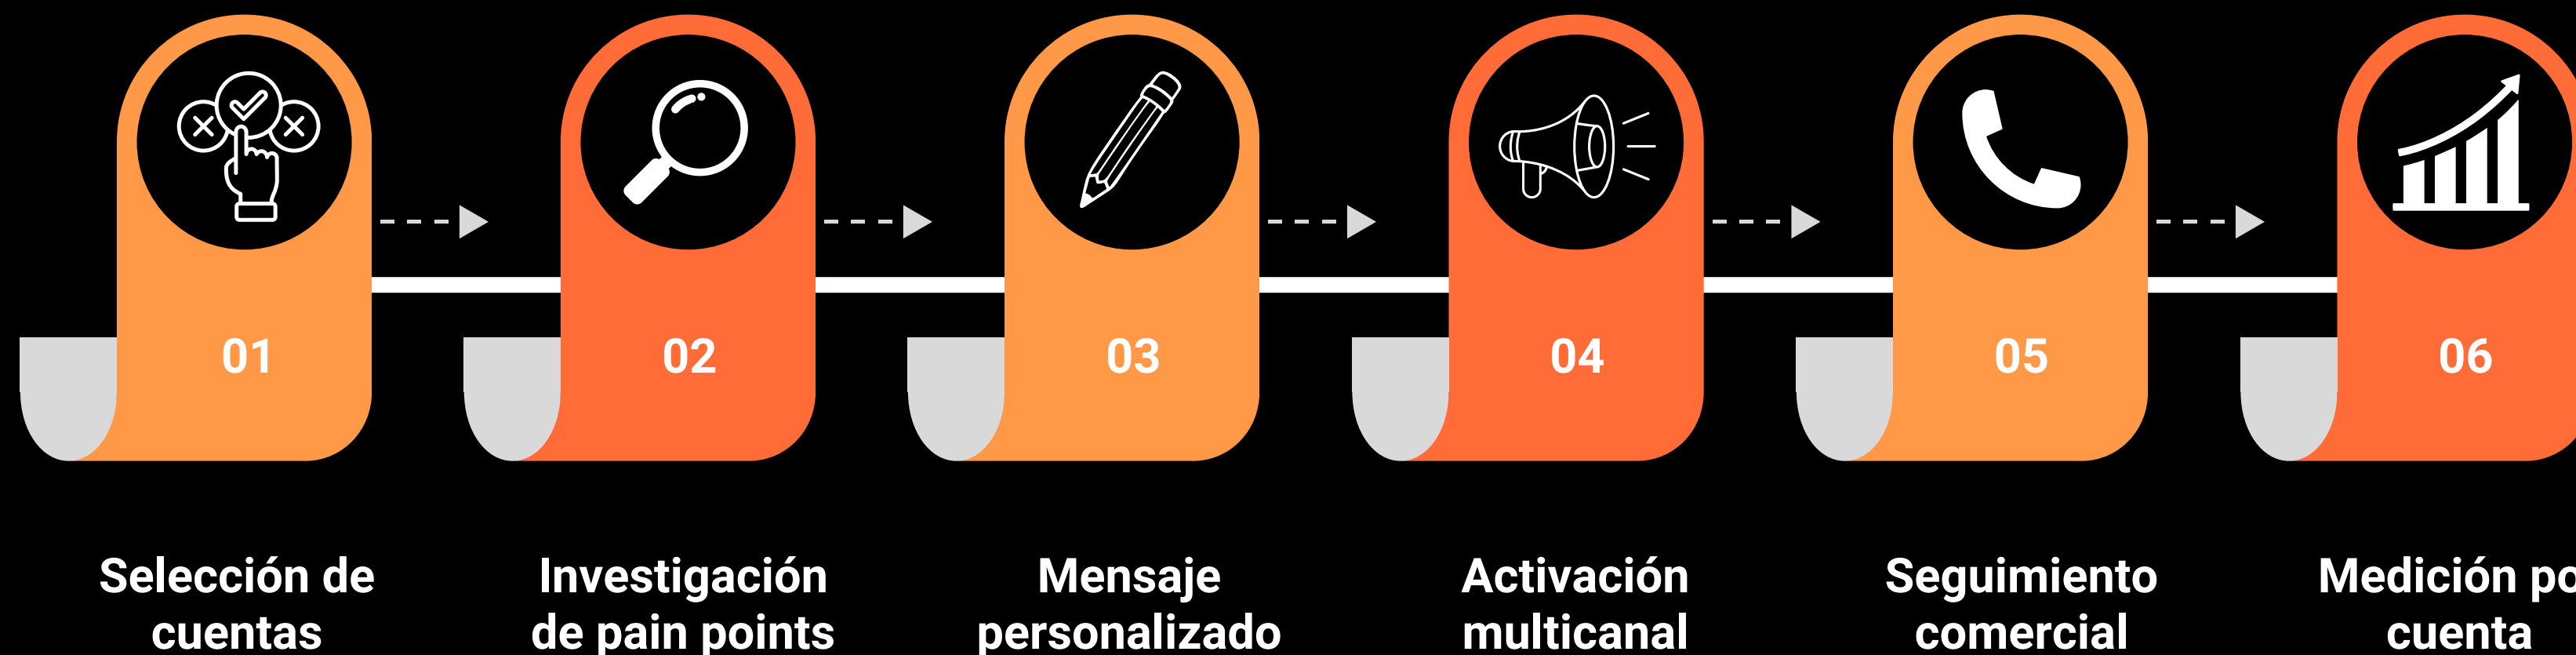 01
02
03
04
05
06
Selección de
cuentas
Investigación
de pain points
Mensaje
personalizado
Activación
multicanal
Seguimiento
comercial
Medición po
cuenta